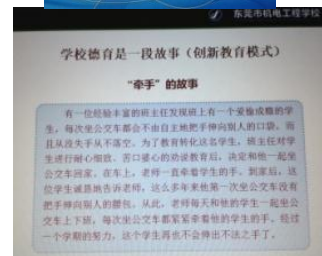 东莞市机电工程学校
学校德育是一段故事（创新教育模式）
“牵手”的故事
有一位经验丰富的班主任发现班上有一个爱偷成瘾的学
生，每次坐公交车都会不由自主地把手伸向别人的口袋，而
且从没失手从不落空。为了教育转化这名学生，班主任对学
生进行耐心细致、苦口婆心的劝谈教育后，决定和他一起坐
公交车回家。在车上，老师一直牵着学生的手。到家后，这
位学生诚恳地告诉老师，这么多年来他第一次坐公交车没有
把手伸向别人的腰包。从此，老师每天和他的学生一起坐公
交车上下班，每次坐公交车都紧紧牵着他的学生的手。经过
一个学期的努力，这个学生再也不会伸出不法之手了。